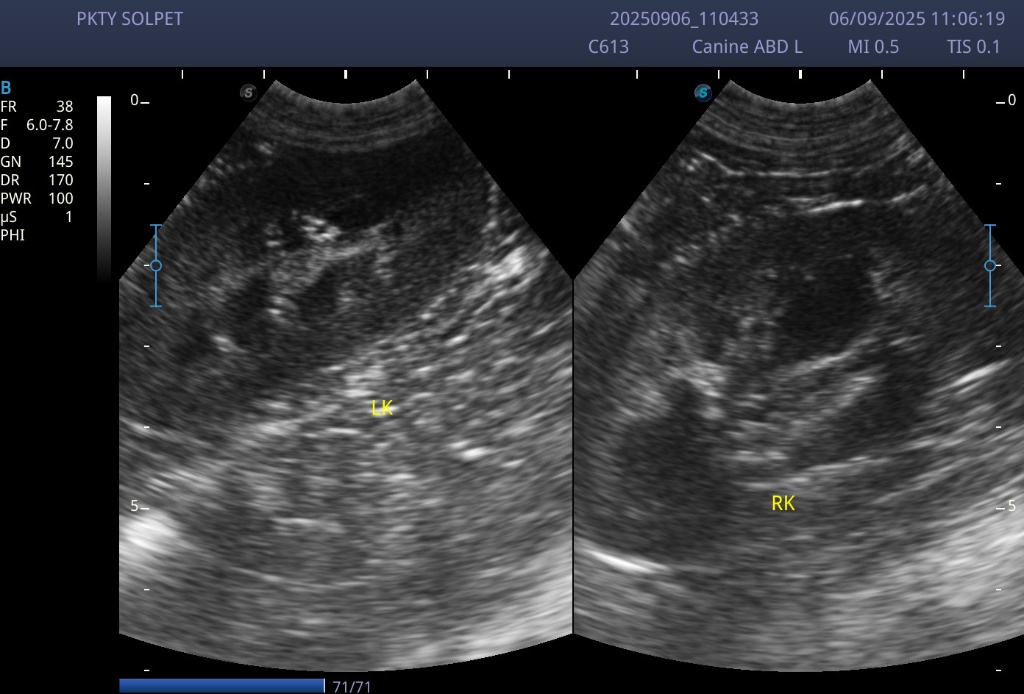 PKTY SOLPET
20250906_110433
06/09/2025 11:06:19
C613
Canine ABD L
MI 0.5
TIS 0.1
B
FR 38
F 6.0-7.8
D 7.0
GN 145
DR 170
PWR 100
µS 1
PHI
0
S
S
0
LK
RK
5
5
71/71